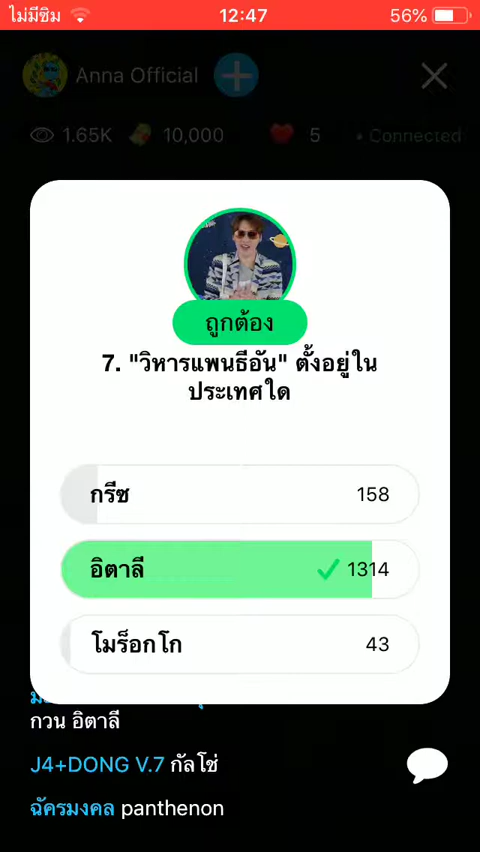 ไม่มีซิม 12:47 56%
Anna Official
1.65K 10,000 5 • Connected
ถูกต้อง
7. "วิหารแพนธีอัน" ตั้งอยู่ใน
ประเทศใด
กรีซ 158
อิตาลี 1314
โมร็อกโก 43
กวน อิตาลี
J4+DONG V.7 กัลโช่
ฉัครมงคล panthenon